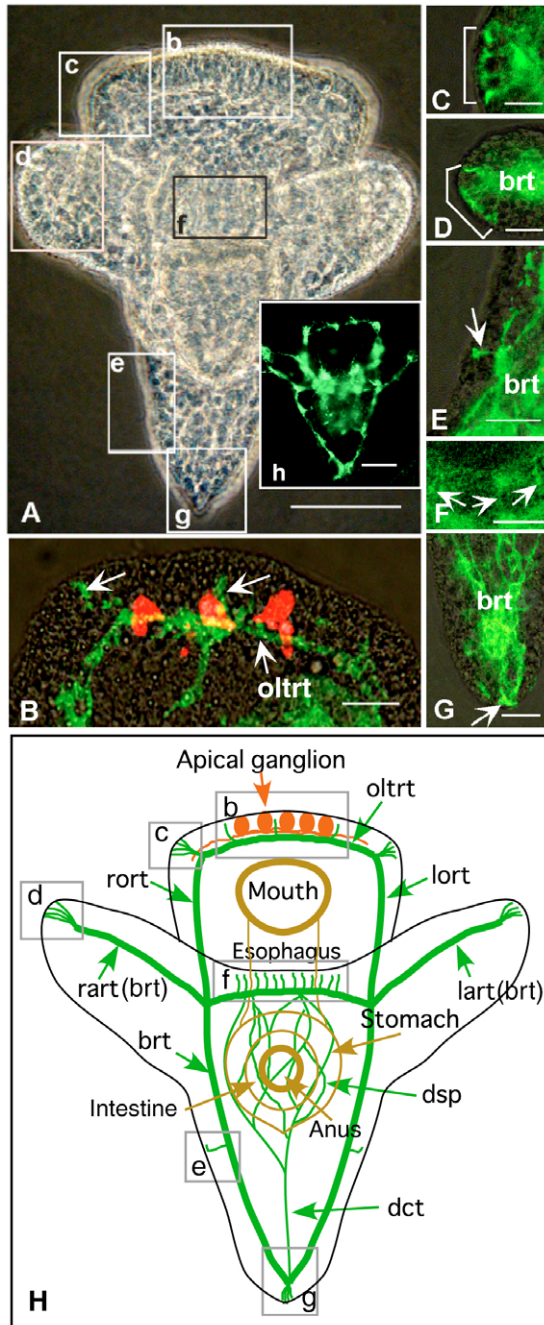 b
c
C
d
f
brt
D
e
brt
h
E
A
g
F
oltrt
B
brt
G
Apical ganglion
b
oltrt
c
rort
Mouth
lort
d
Esophagus
f
rart (brt)
lart (brt)
brt
Stomach
Intestine
Anus
dsp
e
dct
H
g